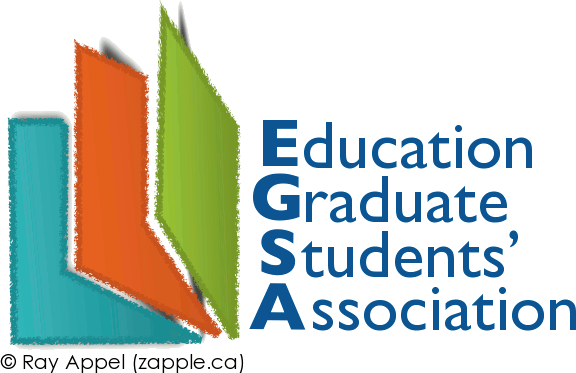 Education
Graduate
Students’
Association
© Ray Appel (zapple.ca)